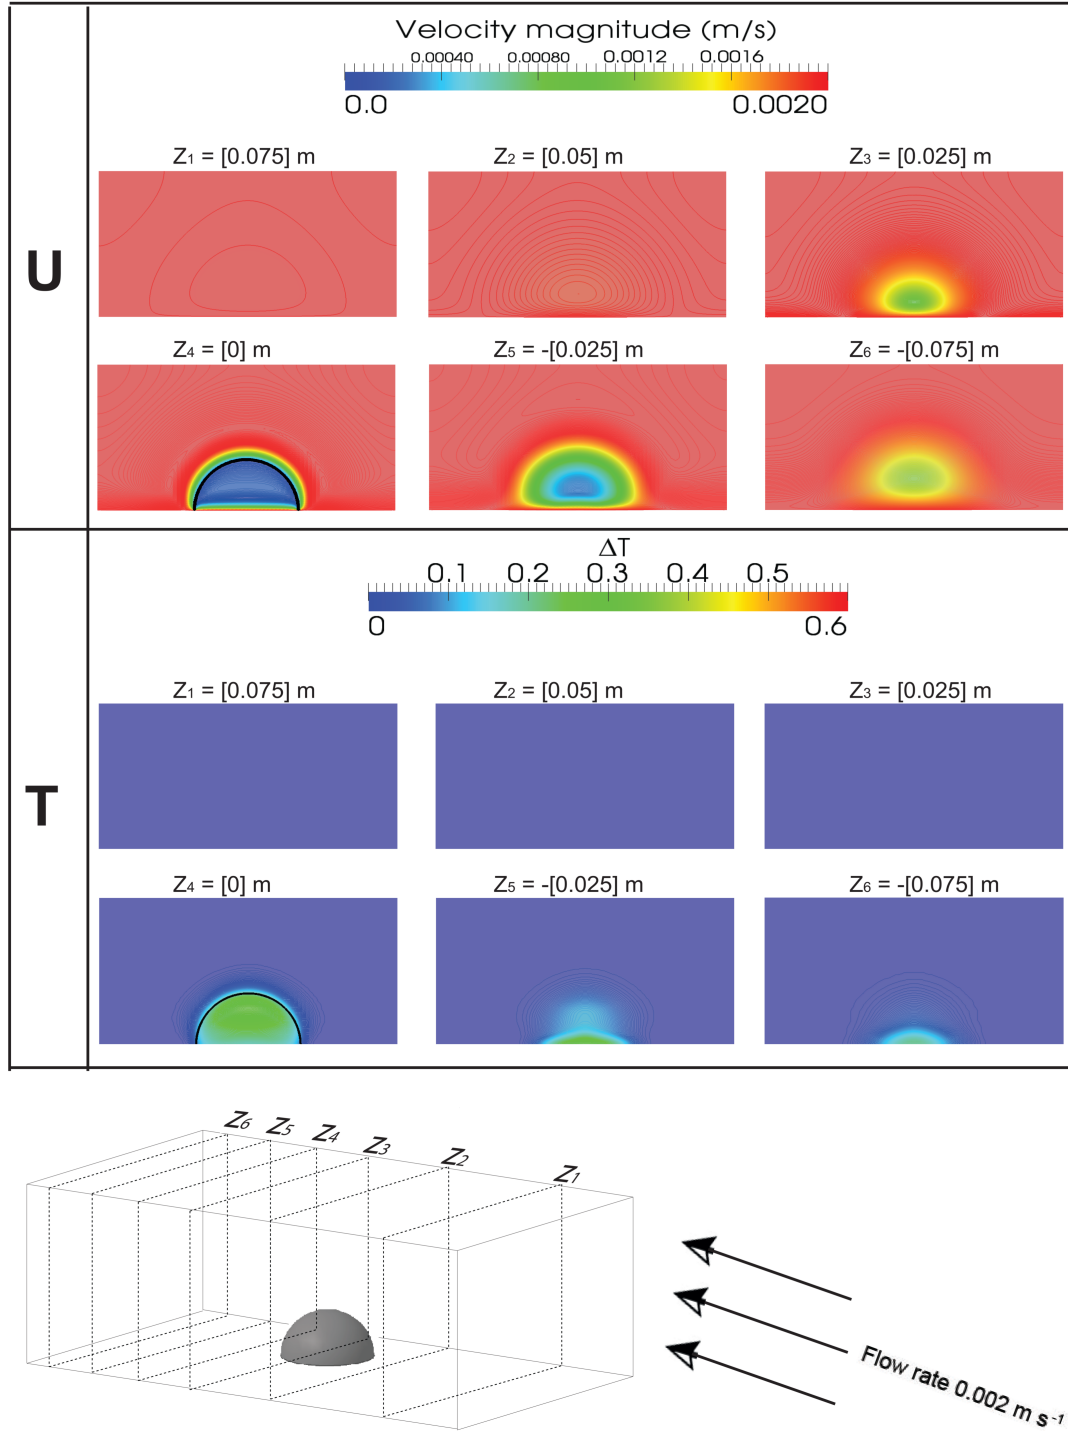 Velocity magnitude (m/s)
0.00040 0.00080 0.0012 0.0016
0.0 0.0020
Z1 = [0.075] m Z2 = [0.05] m Z3 = [0.025] m
U
Z4 = [0] m Z5 = -[0.025] m Z6 = -[0.075] m
ΔT
0.1 0.2 0.3 0.4 0.5
0 0.6
Z1 = [0.075] m Z2 = [0.05] m Z3 = [0.025] m
T
Z4 = [0] m Z5 = -[0.025] m Z6 = -[0.075] m
Z6 Z5 Z4 Z3 Z2 Z1
Flow rate 0.002 m s⁻¹